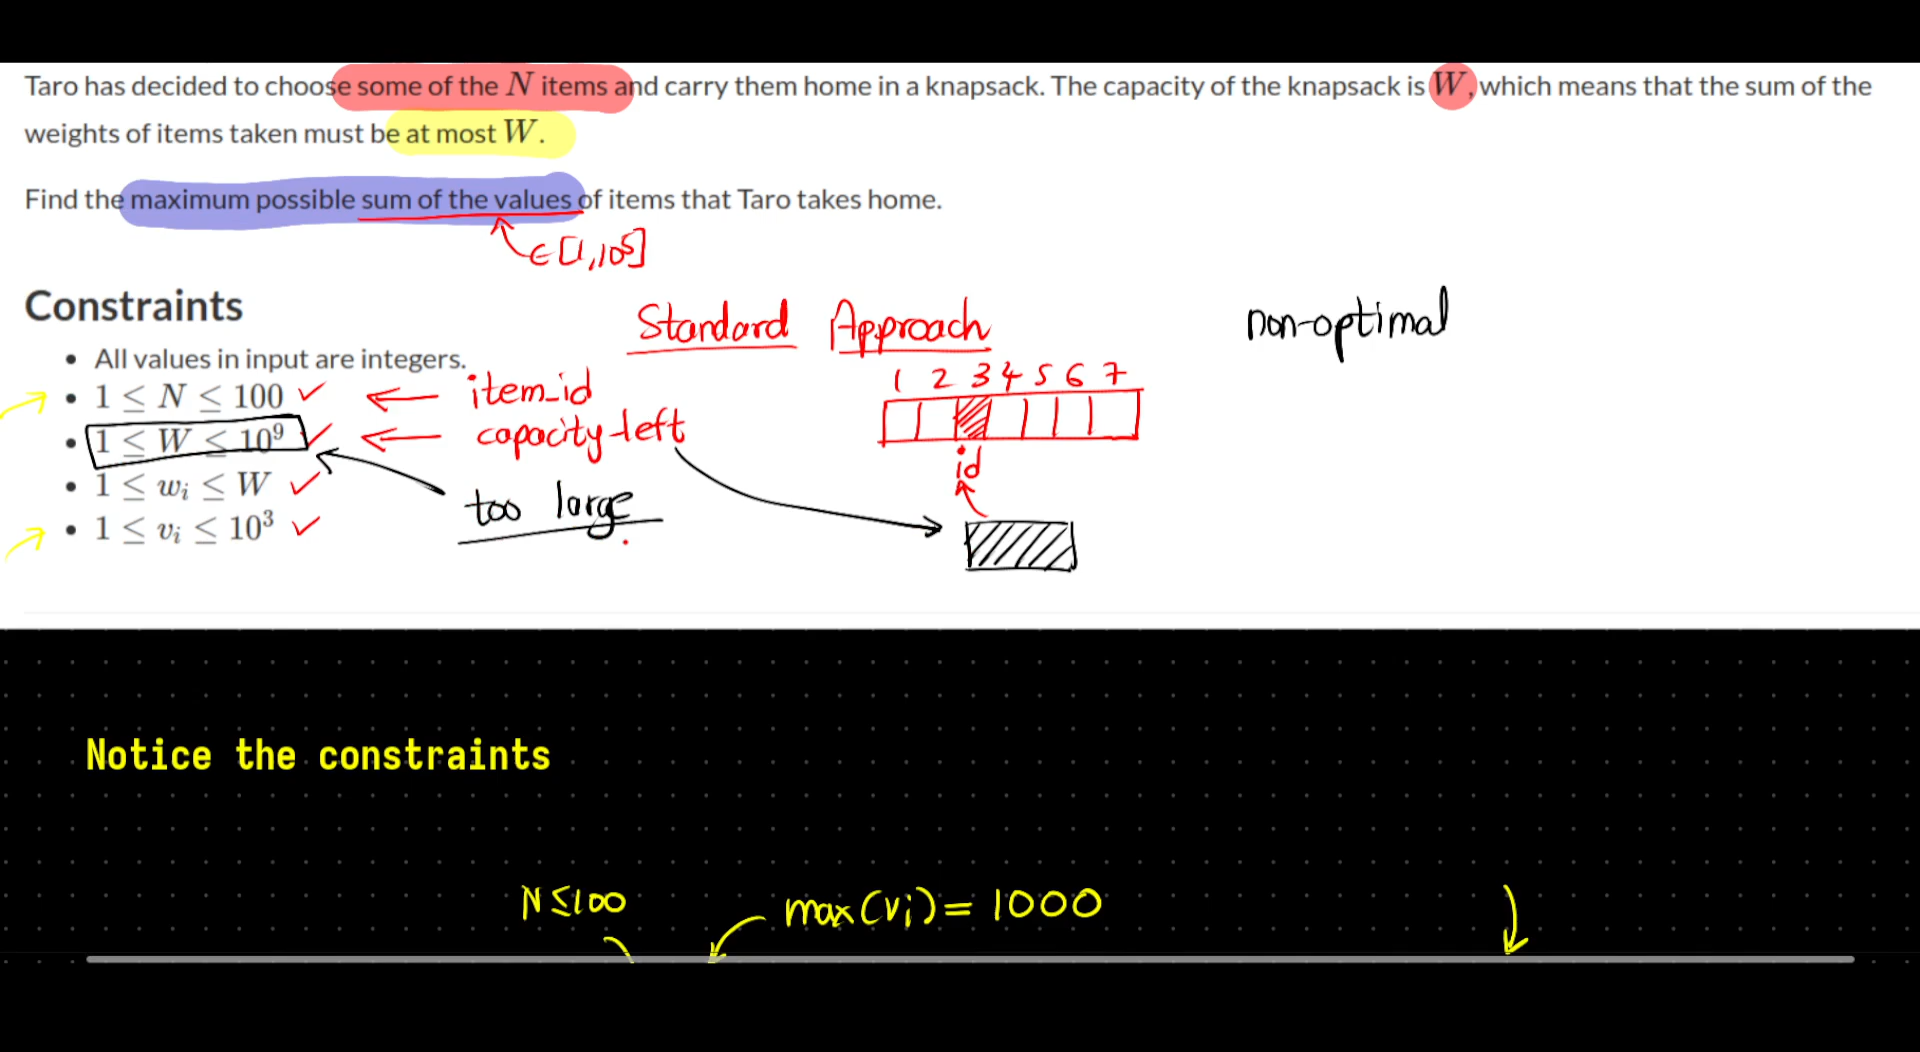 Taro has decided to choose some of the N items and carry them home in a knapsack. The capacity of the knapsack is W, which means that the sum of the
weights of items taken must be at most W.
Find the maximum possible sum of the values of items that Taro takes home.
∈[1,10⁵]
Constraints
Standard Approach
non-optimal
• All values in input are integers.
• 1 ≤ N ≤ 100 ✓ ← item_id
1 2 3 4 5 6 7
• 1 ≤ W ≤ 10⁹ ✓ ← capacity-left
• 1 ≤ wᵢ ≤ W ✓
id
too large
• 1 ≤ vᵢ ≤ 10³ ✓
Notice the constraints
N ≤ 100
max(vi) = 1000